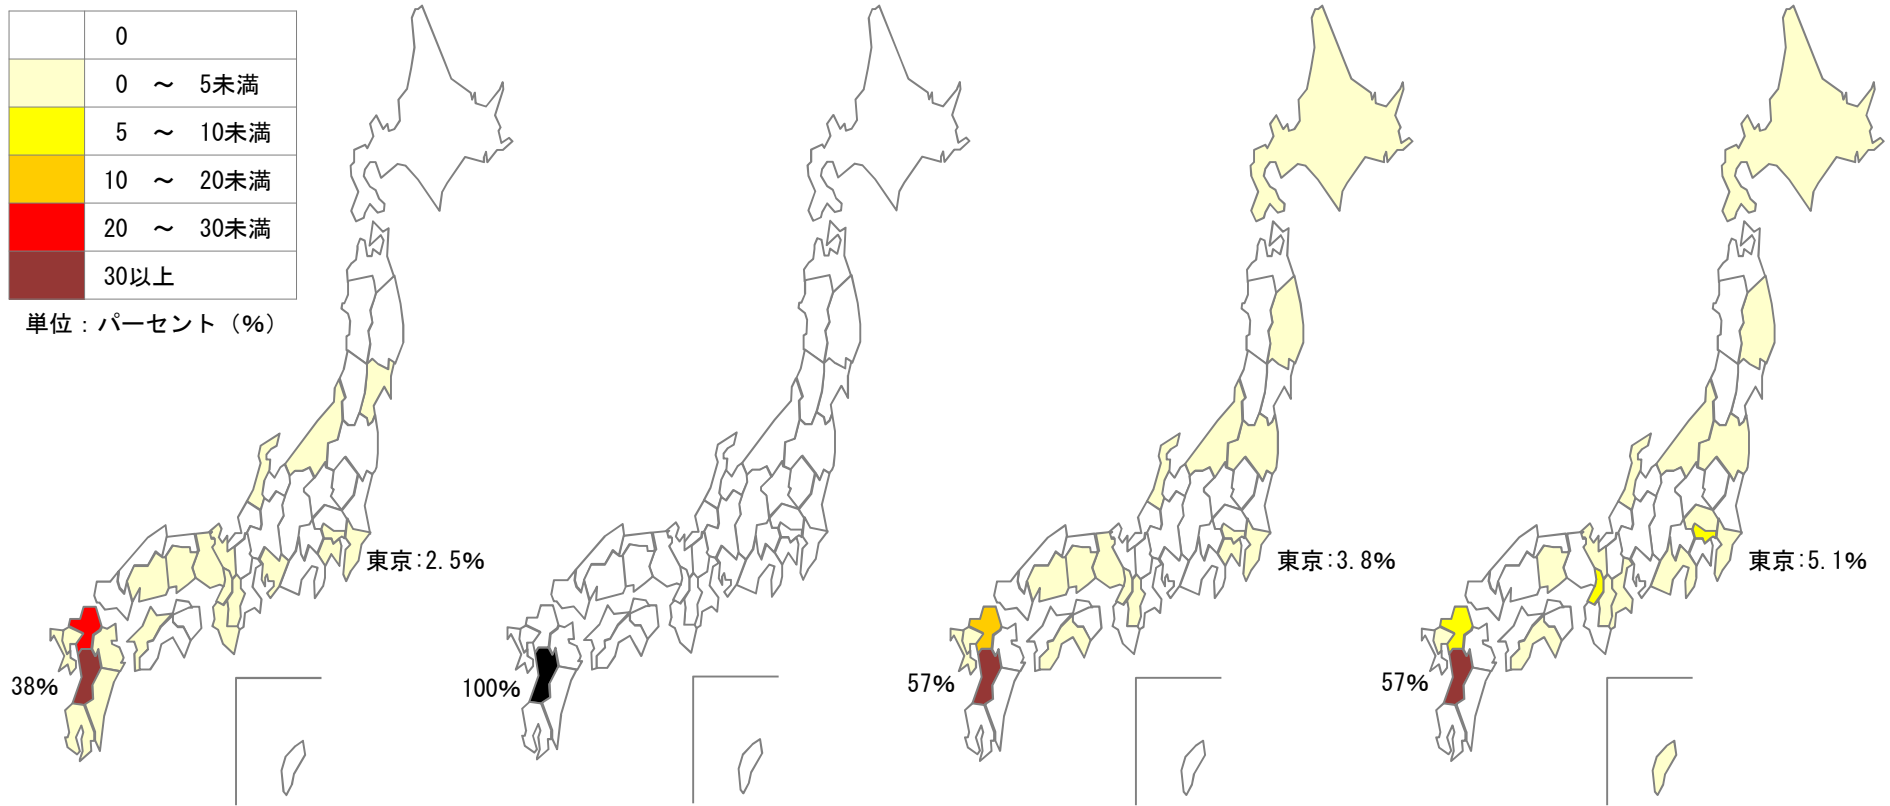 0
0 ～ 5未満
5 ～ 10未満
10 ～ 20未満
20 ～ 30未満
30以上
単位：パーセント（%）
東京:2.5%
東京:3.8%
東京:5.1%
38%
100%
57%
57%